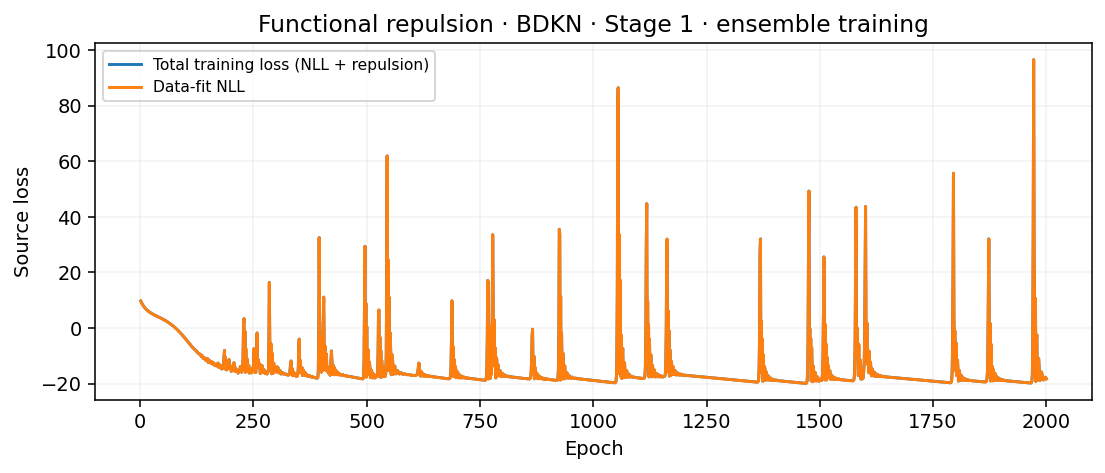 Functional repulsion · BDKN · Stage 1 · ensemble training
Total training loss (NLL + repulsion)
Data-fit NLL
Source loss
100
80
60
40
20
0
−20
0 250 500 750 1000 1250 1500 1750 2000
Epoch